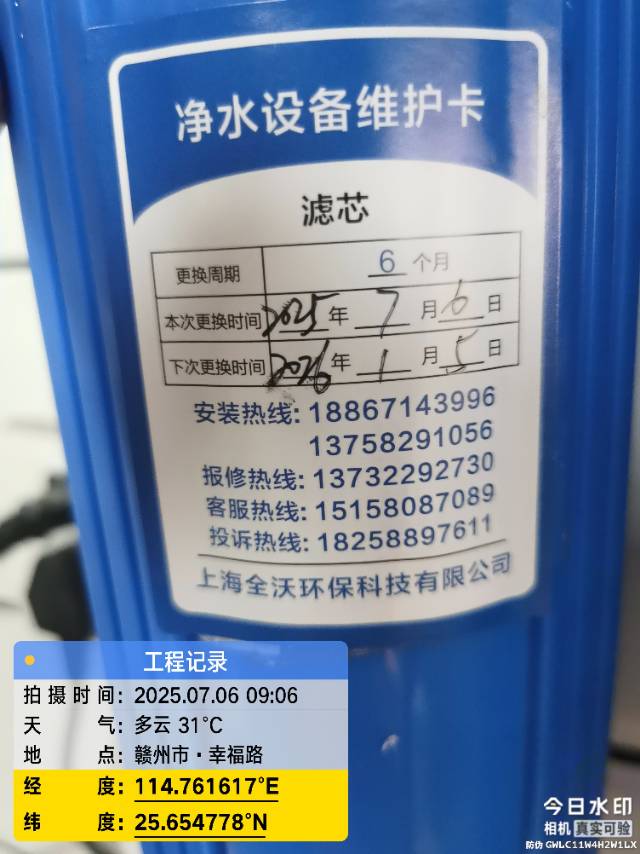 净水设备维护卡
滤芯
更换周期 6 个月
本次更换时间 2025 年 7 月 6 日
下次更换时间 2026 年 1 月 5 日
安装热线: 18867143996
13758291056
报修热线: 13732292730
客服热线: 15158087089
投诉热线: 18258897611
上海全沃环保科技有限公司
工程记录
拍摄时间: 2025.07.06 09:06
天气: 多云 31℃
地点: 赣州市·幸福路
经度: 114.761617°E
纬度: 25.654778°N
今日水印
相机 真实可验
防伪 GWLC11W4H2W1LX